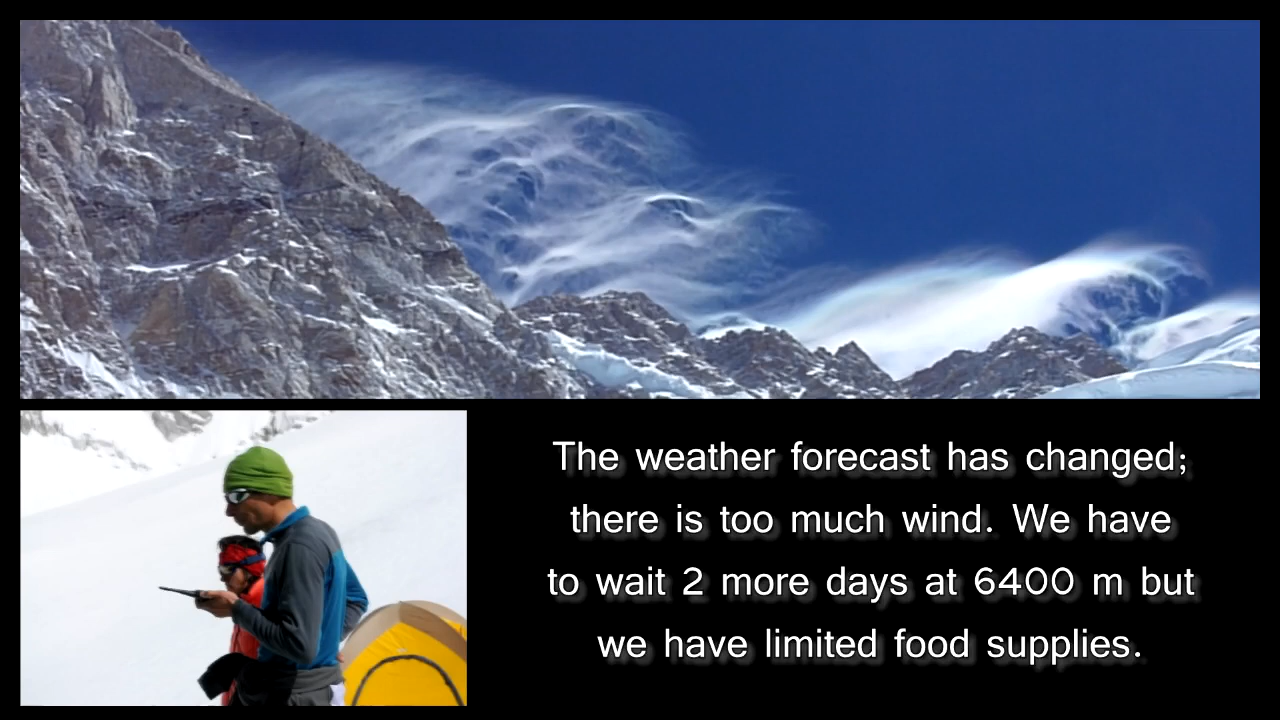 The weather forecast has changed;
there is too much wind. We have
to wait 2 more days at 6400 m but
we have limited food supplies.